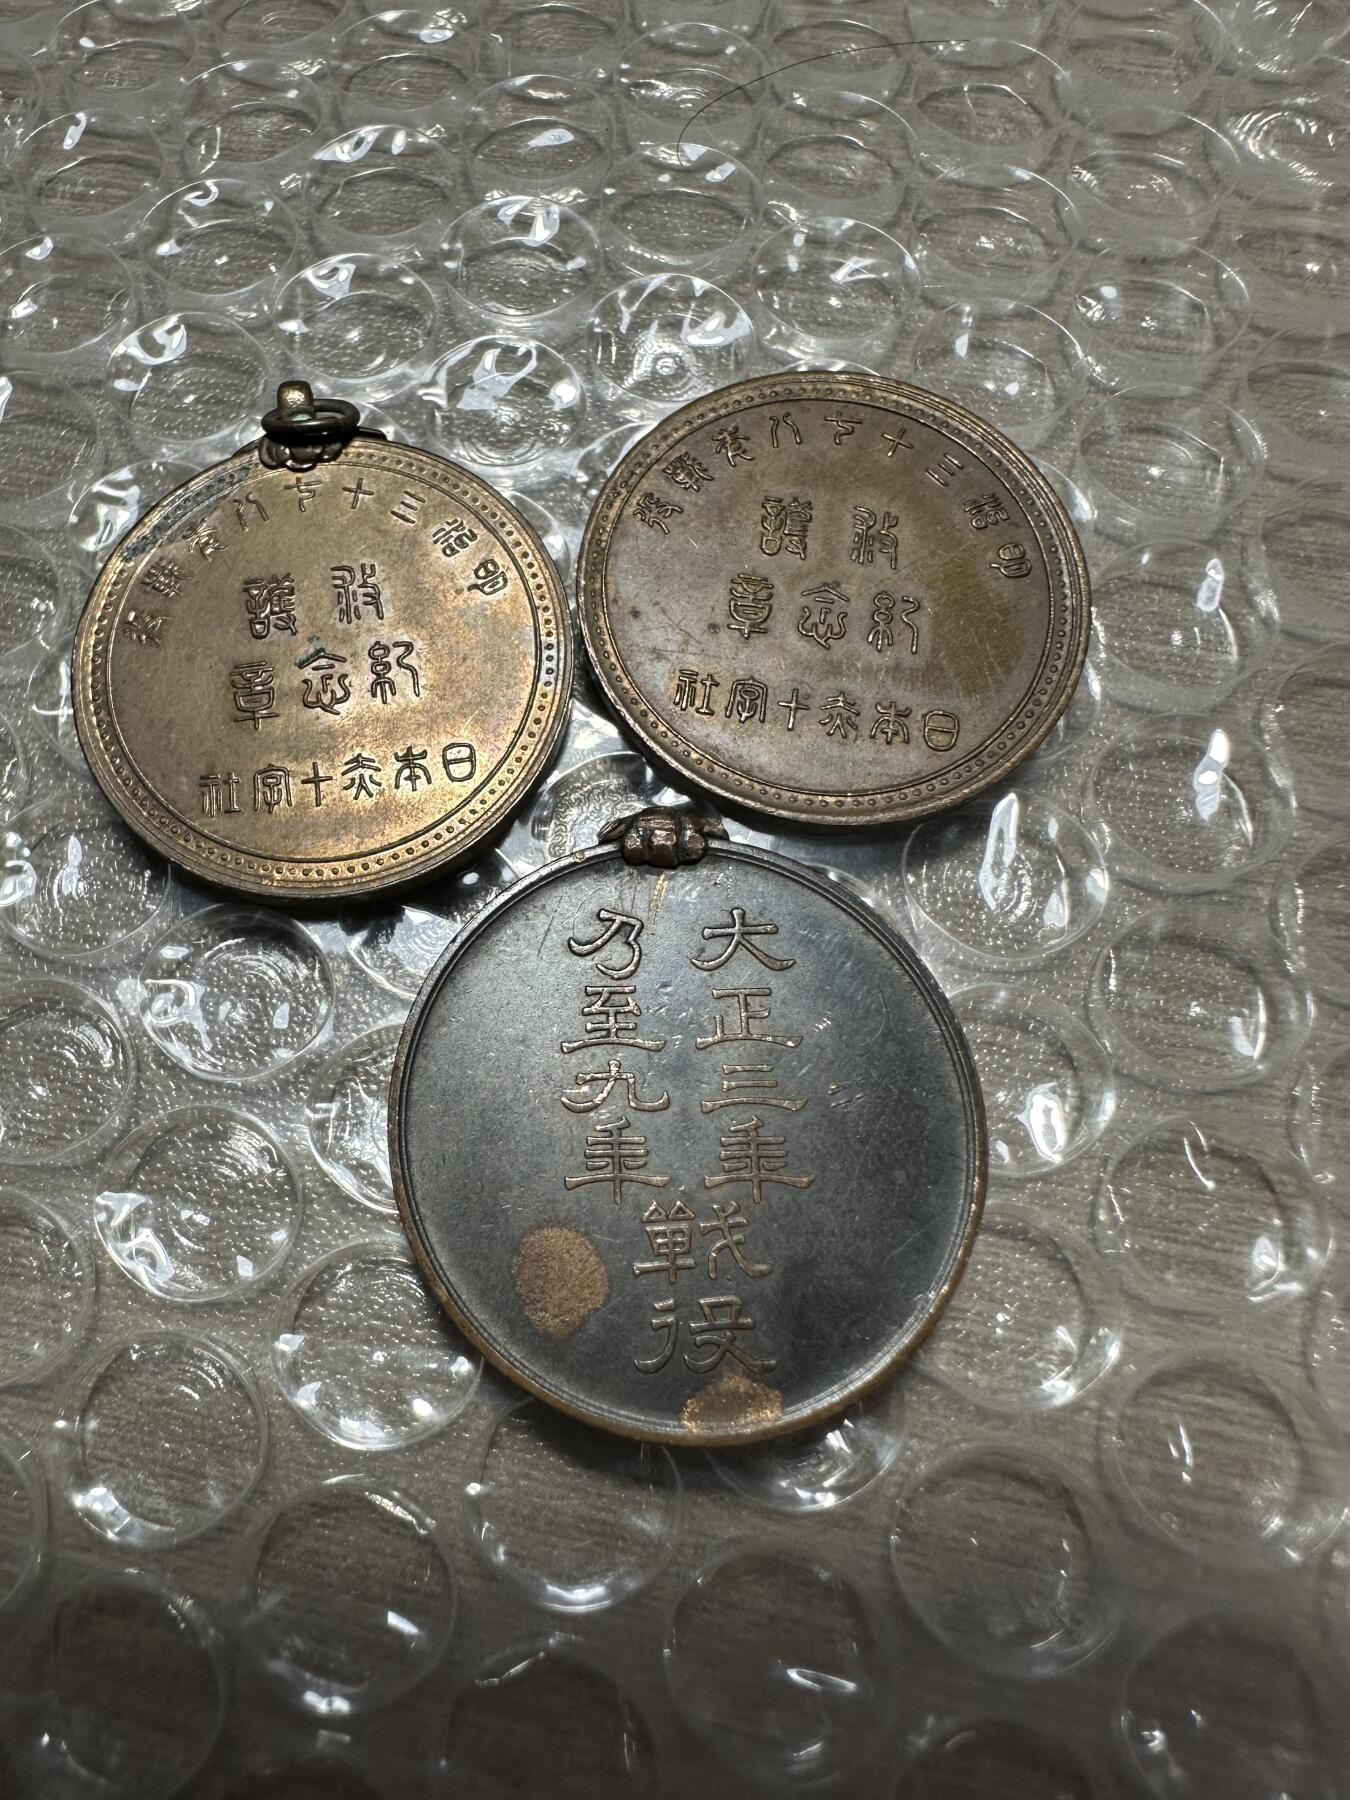 明治三十七八年戰役
救護
紀念章
日本赤十字社
明治三十七八年戰役
救護
紀念章
日本赤十字社
大正三年
乃至九年
戰役